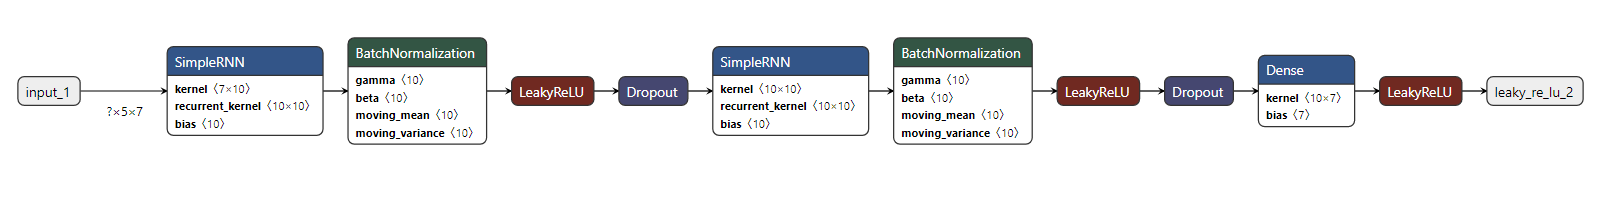 input_1
?×5×7
SimpleRNN
kernel〈7×10〉
recurrent_kernel〈10×10〉
bias〈10〉
BatchNormalization
gamma〈10〉
beta〈10〉
moving_mean〈10〉
moving_variance〈10〉
LeakyReLU
Dropout
SimpleRNN
kernel〈10×10〉
recurrent_kernel〈10×10〉
bias〈10〉
BatchNormalization
gamma〈10〉
beta〈10〉
moving_mean〈10〉
moving_variance〈10〉
LeakyReLU
Dropout
Dense
kernel〈10×7〉
bias〈7〉
LeakyReLU
leaky_re_lu_2